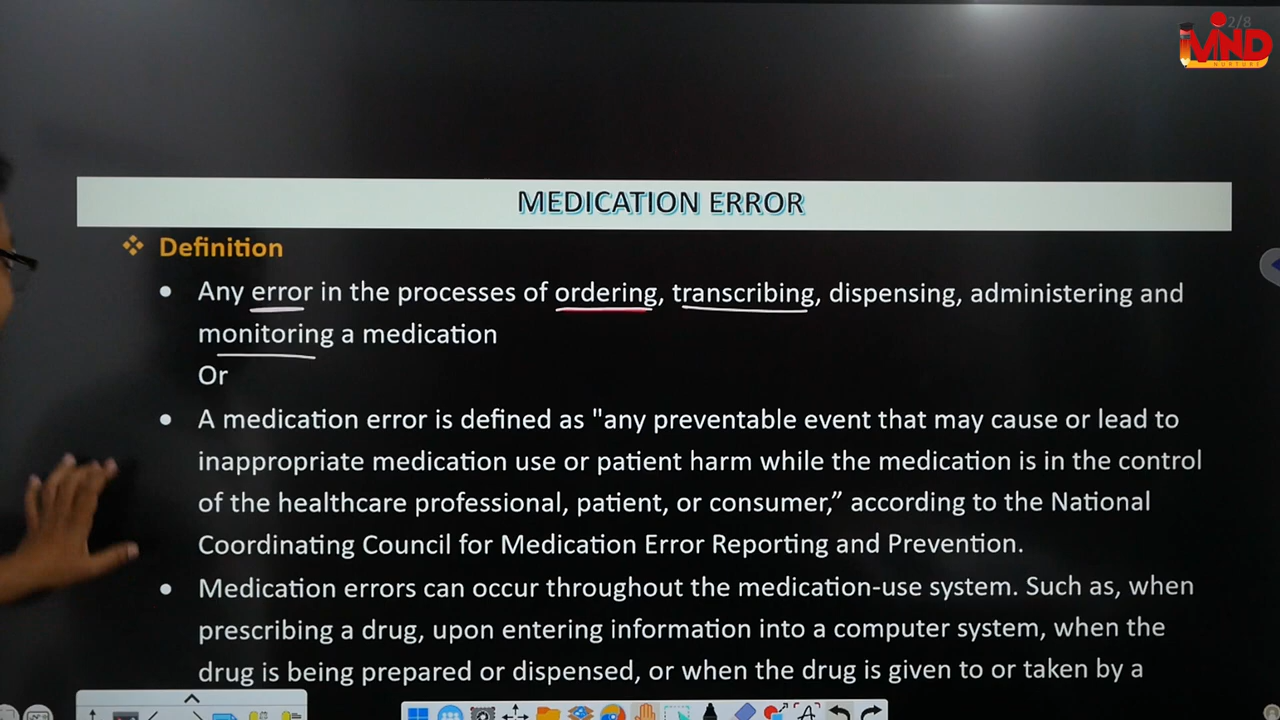 2/8
MIND
NURTURE
MEDICATION ERROR
Definition
Any error in the processes of ordering, transcribing, dispensing, administering and
monitoring a medication
Or
A medication error is defined as "any preventable event that may cause or lead to
inappropriate medication use or patient harm while the medication is in the control
of the healthcare professional, patient, or consumer,” according to the National
Coordinating Council for Medication Error Reporting and Prevention.
Medication errors can occur throughout the medication-use system. Such as, when
prescribing a drug, upon entering information into a computer system, when the
drug is being prepared or dispensed, or when the drug is given to or taken by a